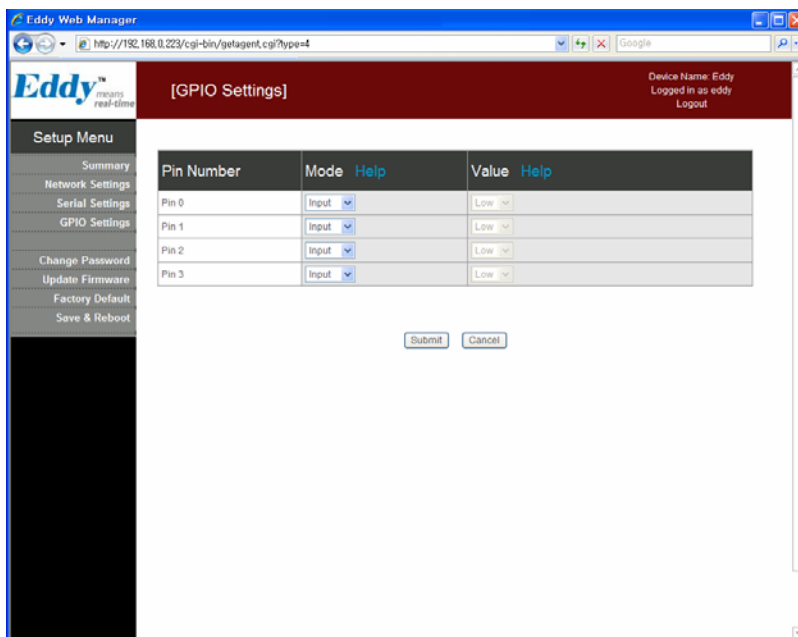 Eddy Web Manager
http://192.168.0.223/cgi-bin/getagent.cgi?type=4
Google
Eddy™ means real-time
[GPIO Settings]
Device Name: Eddy
Logged in as eddy
Logout
Setup Menu
Summary
Network Settings
Serial Settings
GPIO Settings
Change Password
Update Firmware
Factory Default
Save & Reboot
Pin Number Mode Help Value Help
Pin 0 Input Low
Pin 1 Input Low
Pin 2 Input Low
Pin 3 Input Low
Submit Cancel